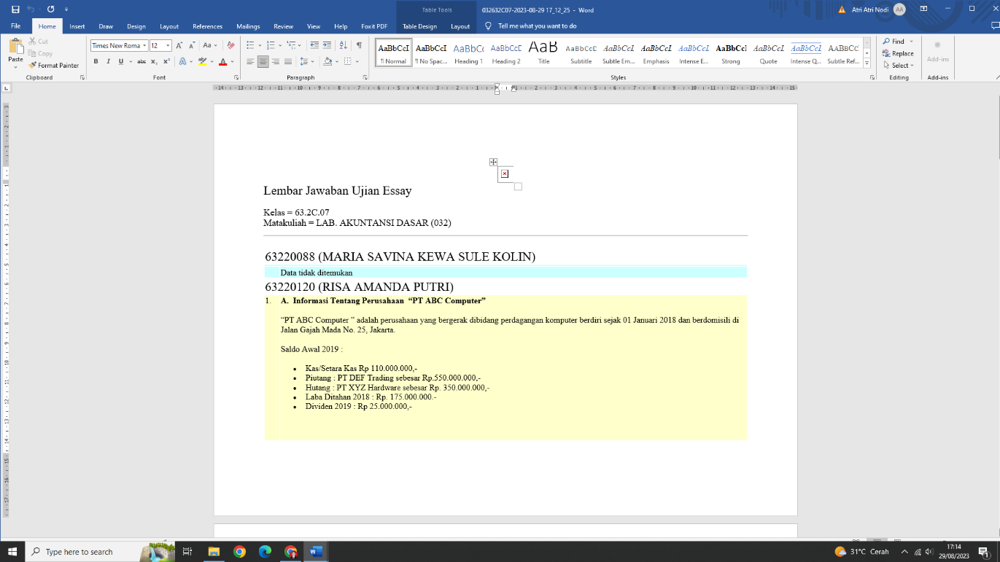 Table Tools
032632C07-2023-08-29 17_12_25 - Word
Atri Atri Nodi AA
File Home Insert Draw Design Layout References Mailings Review View Help Foxit PDF Table Design Layout Tell me what you want to do
Paste
Cut
Copy
Format Painter
Clipboard
Times New Roma 12
Font
Paragraph
AaBbCcI AaBbCcI AaBbCc AaBbCcC AaB AaBbCcD AaBbCcI AaBbCcI AaBbCcI AaBbCcI AaBbCcI AaBbCcI AABBCC
¶ Normal ¶ No Spac... Heading 1 Heading 2 Title Subtitle Subtle Em... Emphasis Intense E... Strong Quote Intense Q... Subtle Ref...
Styles
Find
Replace
Select
Editing
Add-ins
Add-ins
Lembar Jawaban Ujian Essay
Kelas = 63.2C.07
Matakuliah = LAB. AKUNTANSI DASAR (032)
63220088 (MARIA SAVINA KEWA SULE KOLIN)
Data tidak ditemukan
63220120 (RISA AMANDA PUTRI)
1. A. Informasi Tentang Perusahaan “PT ABC Computer”
“PT ABC Computer ” adalah perusahaan yang bergerak dibidang perdagangan komputer berdiri sejak 01 Januari 2018 dan berdomisili di
Jalan Gajah Mada No. 25, Jakarta.
Saldo Awal 2019 :
• Kas/Setara Kas Rp 110.000.000,-
• Piutang : PT DEF Trading sebesar Rp.550.000.000,-
• Hutang : PT XYZ Hardware sebesar Rp. 350.000.000,-
• Laba Ditahan 2018 : Rp. 175.000.000.-
• Dividen 2019 : Rp 25.000.000,-
Type here to search
31°C Cerah
17:14
29/08/2023